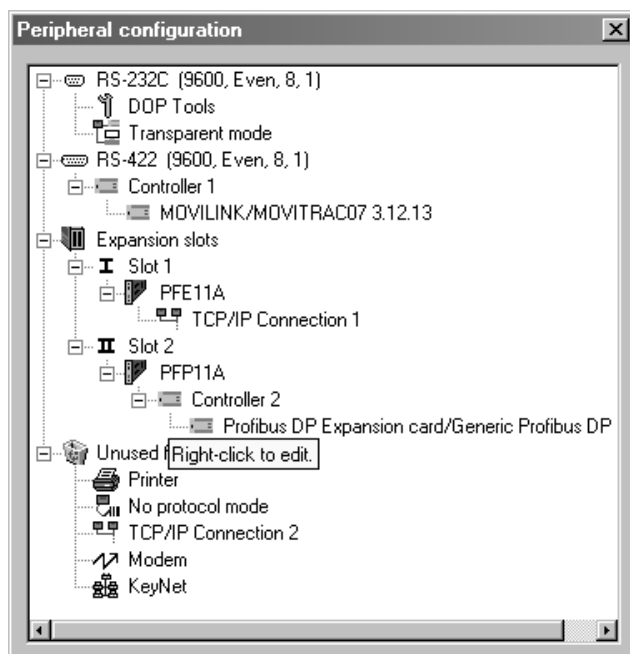 Peripheral configuration
RS-232C (9600, Even, 8, 1)
DOP Tools
Transparent mode
RS-422 (9600, Even, 8, 1)
Controller 1
MOVILINK/MOVITRAC07 3.12.13
Expansion slots
I Slot 1
PFE11A
TCP/IP Connection 1
II Slot 2
PFP11A
Controller 2
Profibus DP Expansion card/Generic Profibus DP
Unused
Right-click to edit.
Printer
No protocol mode
TCP/IP Connection 2
Modem
KeyNet